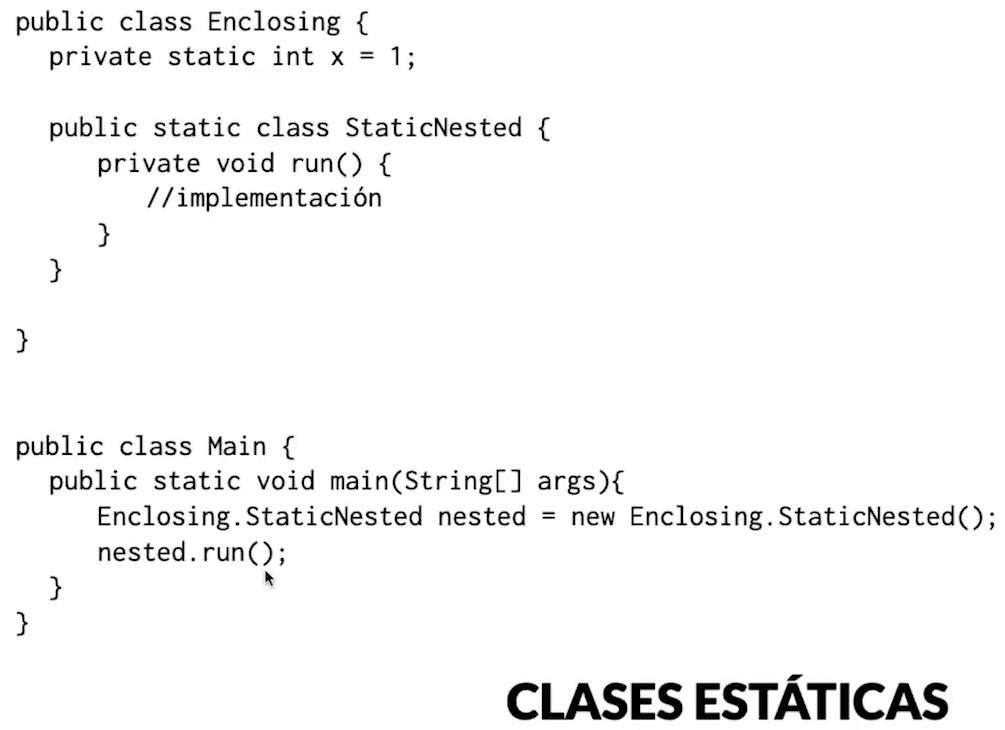 public class Enclosing {
private static int x = 1;
public static class StaticNested {
private void run() {
//implementación
}
}
}
public class Main {
public static void main(String[] args){
Enclosing.StaticNested nested = new Enclosing.StaticNested();
nested.run();
}
}
CLASES ESTÁTICAS